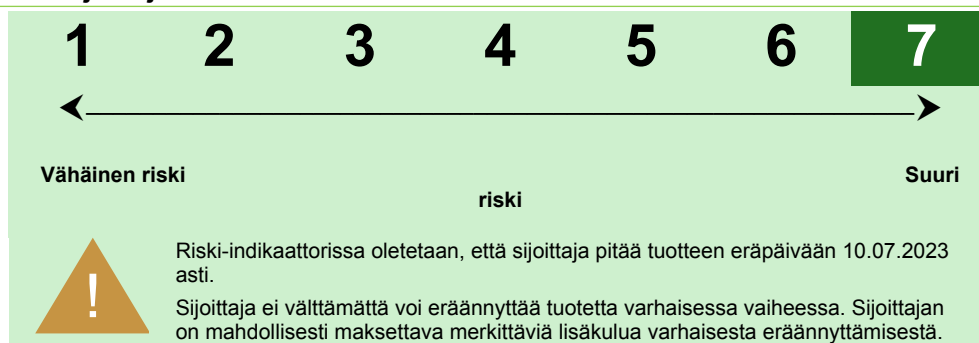 1 2 3 4 5 6 7
Vähäinen riski Suuri
riski
Riski-indikaattorissa oletetaan, että sijoittaja pitää tuotteen eräpäivään 10.07.2023
asti.
!
Sijoittaja ei välttämättä voi eräännyttää tuotetta varhaisessa vaiheessa. Sijoittajan
on mahdollisesti maksettava merkittäviä lisäkulua varhaisesta eräännyttämisestä.